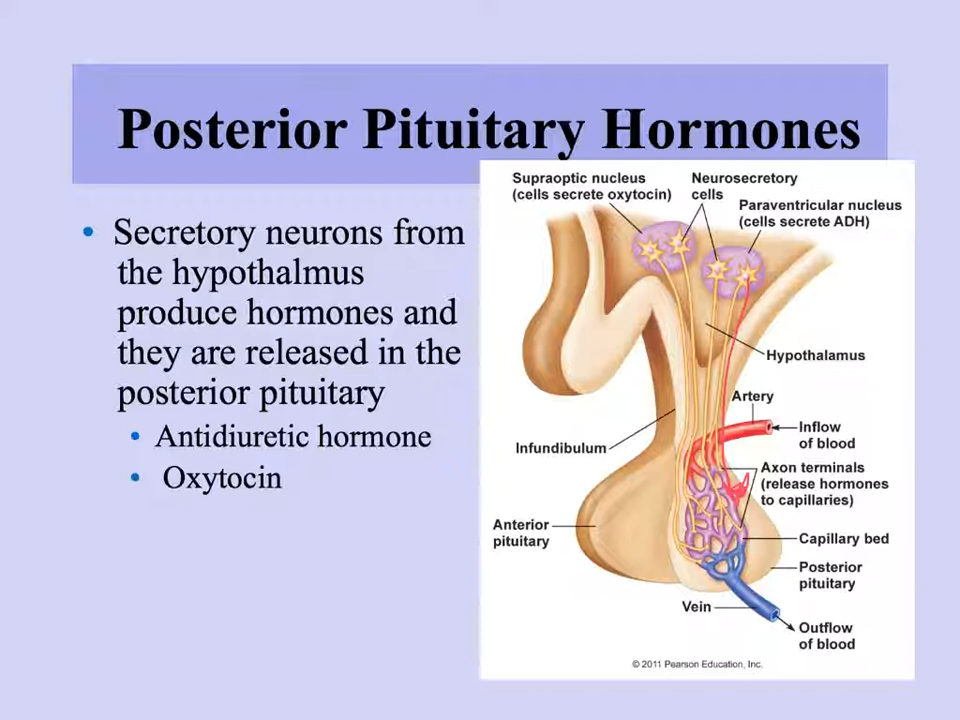 Posterior Pituitary Hormones
• Secretory neurons from
the hypothalmus
produce hormones and
they are released in the
posterior pituitary
• Antidiuretic hormone
• Oxytocin
Supraoptic nucleus
(cells secrete oxytocin)
Neurosecretory
cells
Paraventricular nucleus
(cells secrete ADH)
Hypothalamus
Artery
Inflow
of blood
Infundibulum
Axon terminals
(release hormones
to capillaries)
Anterior
pituitary
Capillary bed
Posterior
pituitary
Vein
Outflow
of blood
© 2011 Pearson Education, Inc.